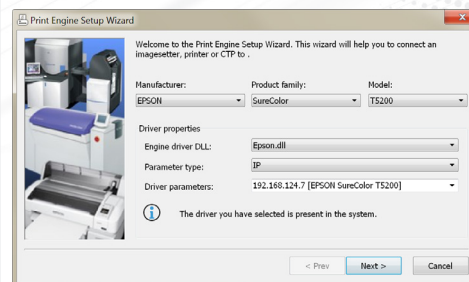 Print Engine Setup Wizard
Welcome to the Print Engine Setup Wizard. This wizard will help you to connect an
imagesetter, printer or CTP to .
Manufacturer: Product family: Model:
EPSON SureColor T5200
Driver properties
Engine driver DLL: Epson.dll
Parameter type: IP
Driver parameters: 192.168.124.7 [EPSON SureColor T5200]
The driver you have selected is present in the system.
< Prev Next > Cancel